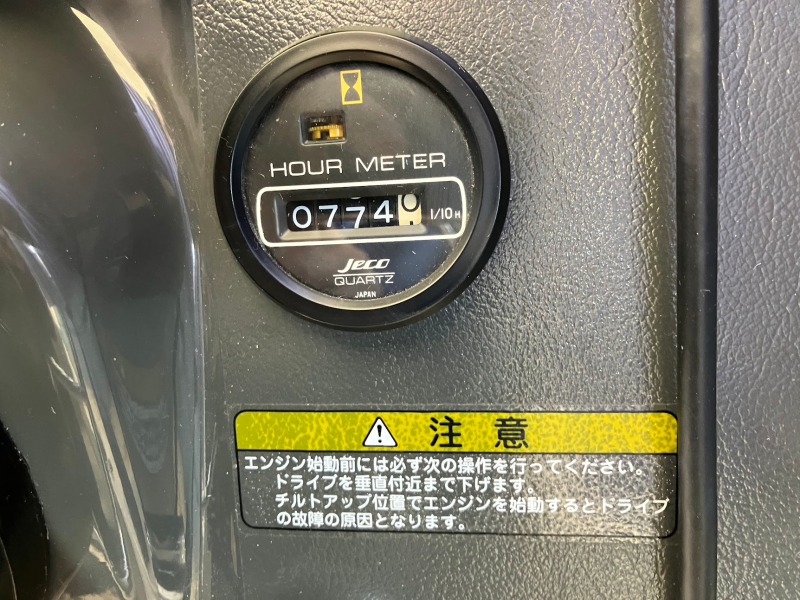 HOUR METER
0774 0 1/10H
Jeco
QUARTZ
JAPAN
注意
エンジン始動前には必ず次の操作を行ってください。
ドライブを垂直付近まで下げます.
チルトアップ位置でエンジンを始動するとドライブ
の故障の原因となります。